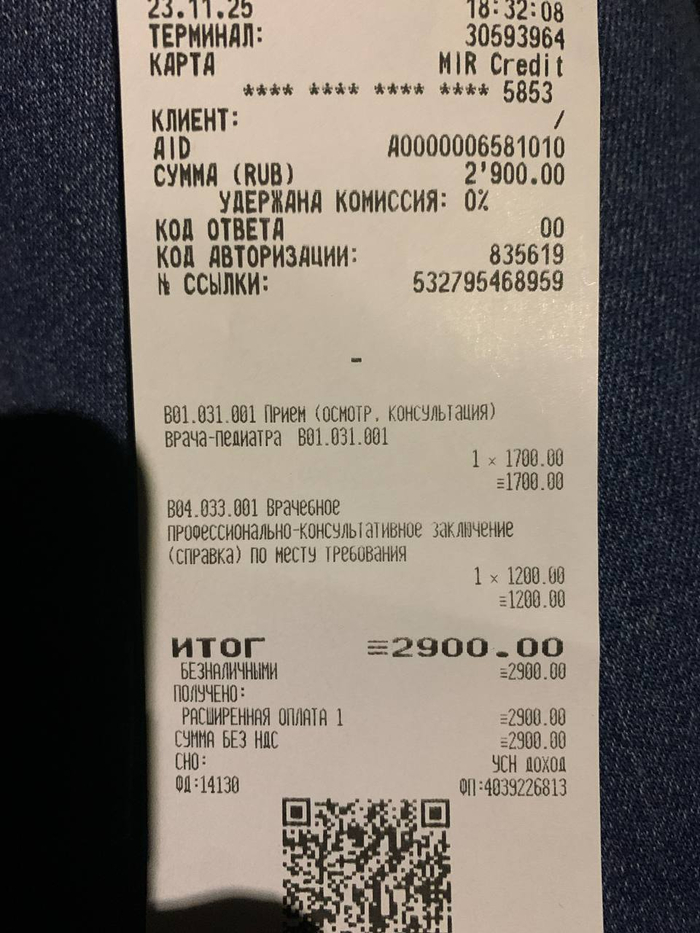 23.11.25 18:32:08
ТЕРМИНАЛ: 30593964
КАРТА MIR Credit
**** **** **** **** 5853
КЛИЕНТ: /
AID A0000006581010
СУММА (RUB) 2'900.00
УДЕРЖАНА КОМИССИЯ: 0%
КОД ОТВЕТА 00
КОД АВТОРИЗАЦИИ: 835619
№ ССЫЛКИ: 532795468959
-
B01.031.001 Прием (осмотр, консультация)
врача-педиатра B01.031.001
1 × 1700.00
≡1700.00
B04.033.001 Врачебное
профессионально-консультативное заключение
(справка) по месту требования
1 × 1200.00
≡1200.00
ИТОГ ≡2900.00
БЕЗНАЛИЧНЫМИ ≡2900.00
ПОЛУЧЕНО:
РАСШИРЕННАЯ ОПЛАТА 1 ≡2900.00
СУММА БЕЗ НДС ≡2900.00
СНО: УСН ДОХОД
ФД:14130 ФП:4039226813